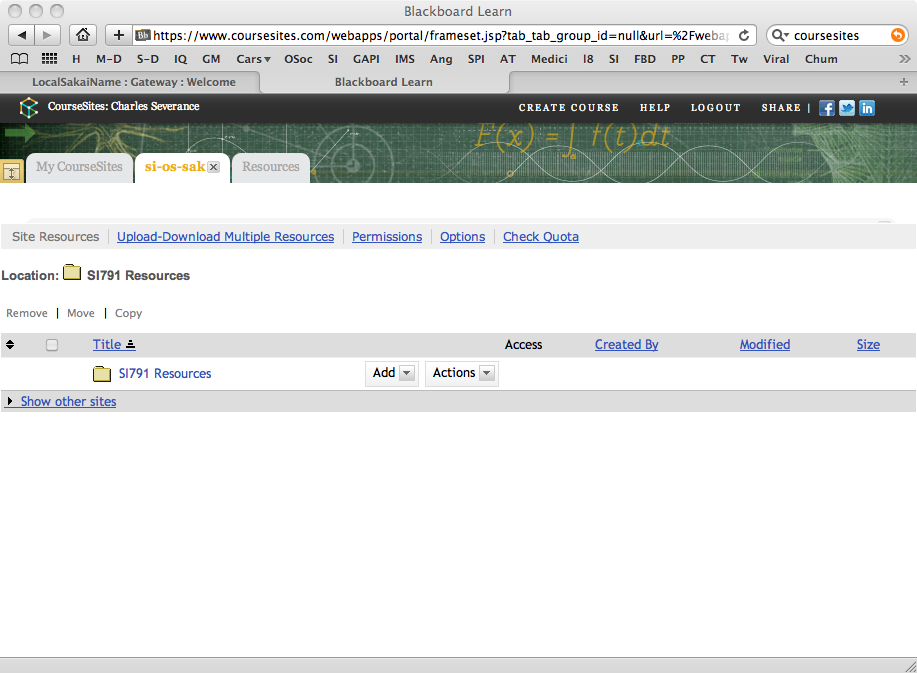 Blackboard Learn
Bb https://www.coursesites.com/webapps/portal/frameset.jsp?tab_tab_group_id=null&url=%2Fwebap coursesites
H M-D S-D IQ GM Cars▾ OSoc SI GAPI IMS Ang SPI AT Medici I8 SI FBD PP CT Tw Viral Chum »
LocalSakaiName : Gateway : Welcome Blackboard Learn +
CourseSites: Charles Severance CREATE COURSE HELP LOGOUT SHARE | f in
F(x) = ∫ f(t)dt
My CourseSites si-os-sak x Resources
Site Resources Upload-Download Multiple Resources Permissions Options Check Quota
Location: SI791 Resources
Remove | Move | Copy
Title Access Created By Modified Size
SI791 Resources Add Actions
Show other sites